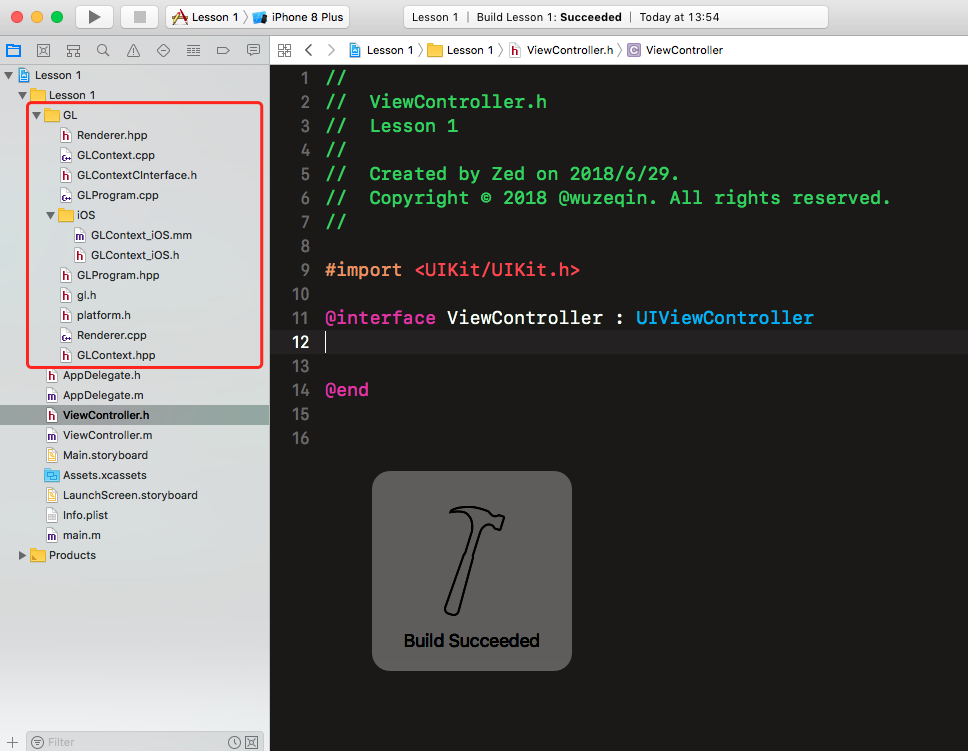 Lesson 1 iPhone 8 Plus
Lesson 1 | Build Lesson 1: Succeeded | Today at 13:54
Lesson 1 Lesson 1 ViewController.h ViewController
Lesson 1
Lesson 1
GL
Renderer.hpp
GLContext.cpp
GLContextCInterface.h
GLProgram.cpp
iOS
GLContext_iOS.mm
GLContext_iOS.h
GLProgram.hpp
gl.h
platform.h
Renderer.cpp
GLContext.hpp
AppDelegate.h
AppDelegate.m
ViewController.h
ViewController.m
Main.storyboard
Assets.xcassets
LaunchScreen.storyboard
Info.plist
main.m
Products
Filter
1 //
2 // ViewController.h
3 // Lesson 1
4 //
5 // Created by Zed on 2018/6/29.
6 // Copyright © 2018 @wuzeqin. All rights reserved.
7 //
8
9 #import <UIKit/UIKit.h>
10
11 @interface ViewController : UIViewController
12
13
14 @end
15
16
Build Succeeded